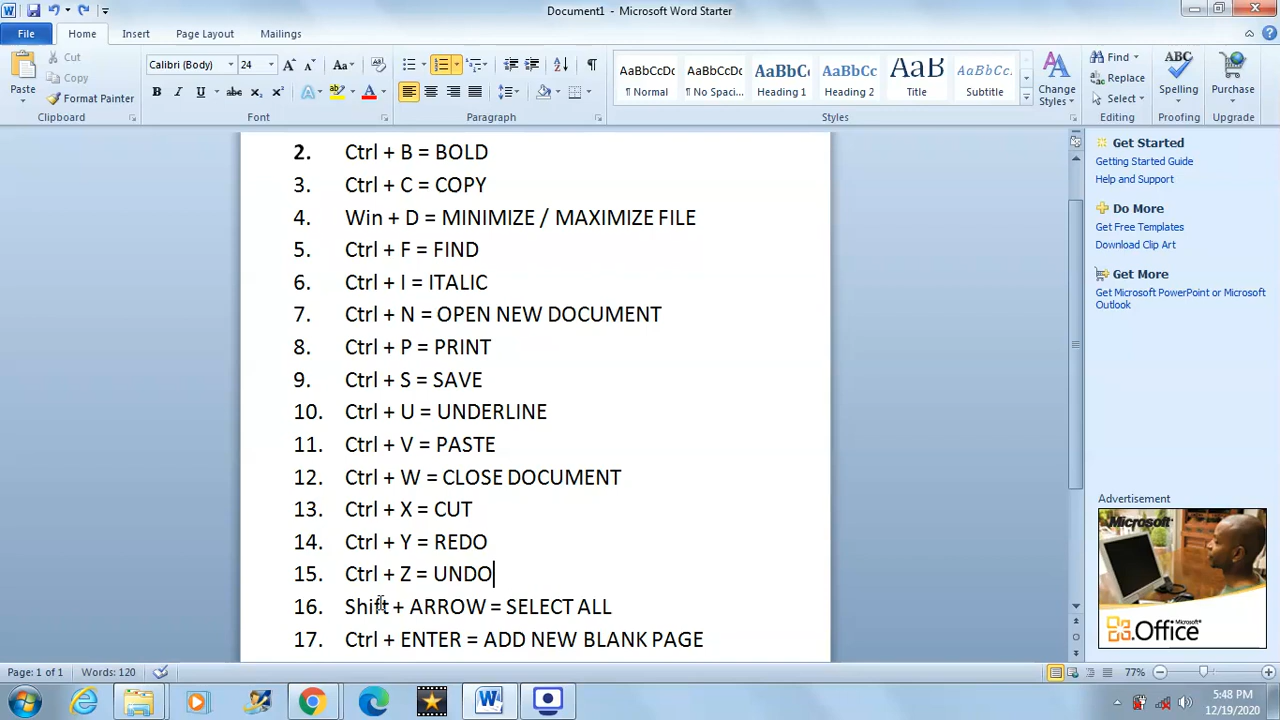 Document1 - Microsoft Word Starter
File Home Insert Page Layout Mailings
Paste
Cut
Copy
Format Painter
Clipboard
Calibri (Body) 24
Font
Paragraph
AaBbCcDc AaBbCcDc AaBbCc AaBbCc AaB AaBbCcDc
¶ Normal ¶ No Spaci... Heading 1 Heading 2 Title Subtitle
Change Styles
Styles
Find
Replace
Select
Editing
Spelling
Proofing
Purchase
Upgrade
2. Ctrl + B = BOLD
3. Ctrl + C = COPY
4. Win + D = MINIMIZE / MAXIMIZE FILE
5. Ctrl + F = FIND
6. Ctrl + I = ITALIC
7. Ctrl + N = OPEN NEW DOCUMENT
8. Ctrl + P = PRINT
9. Ctrl + S = SAVE
10. Ctrl + U = UNDERLINE
11. Ctrl + V = PASTE
12. Ctrl + W = CLOSE DOCUMENT
13. Ctrl + X = CUT
14. Ctrl + Y = REDO
15. Ctrl + Z = UNDO
16. Shift + ARROW = SELECT ALL
17. Ctrl + ENTER = ADD NEW BLANK PAGE
Get Started
Getting Started Guide
Help and Support
Do More
Get Free Templates
Download Clip Art
Get More
Get Microsoft PowerPoint or Microsoft
Outlook
Advertisement
Microsoft
Microsoft
Office
Page: 1 of 1 Words: 120
77%
5:48 PM
12/19/2020